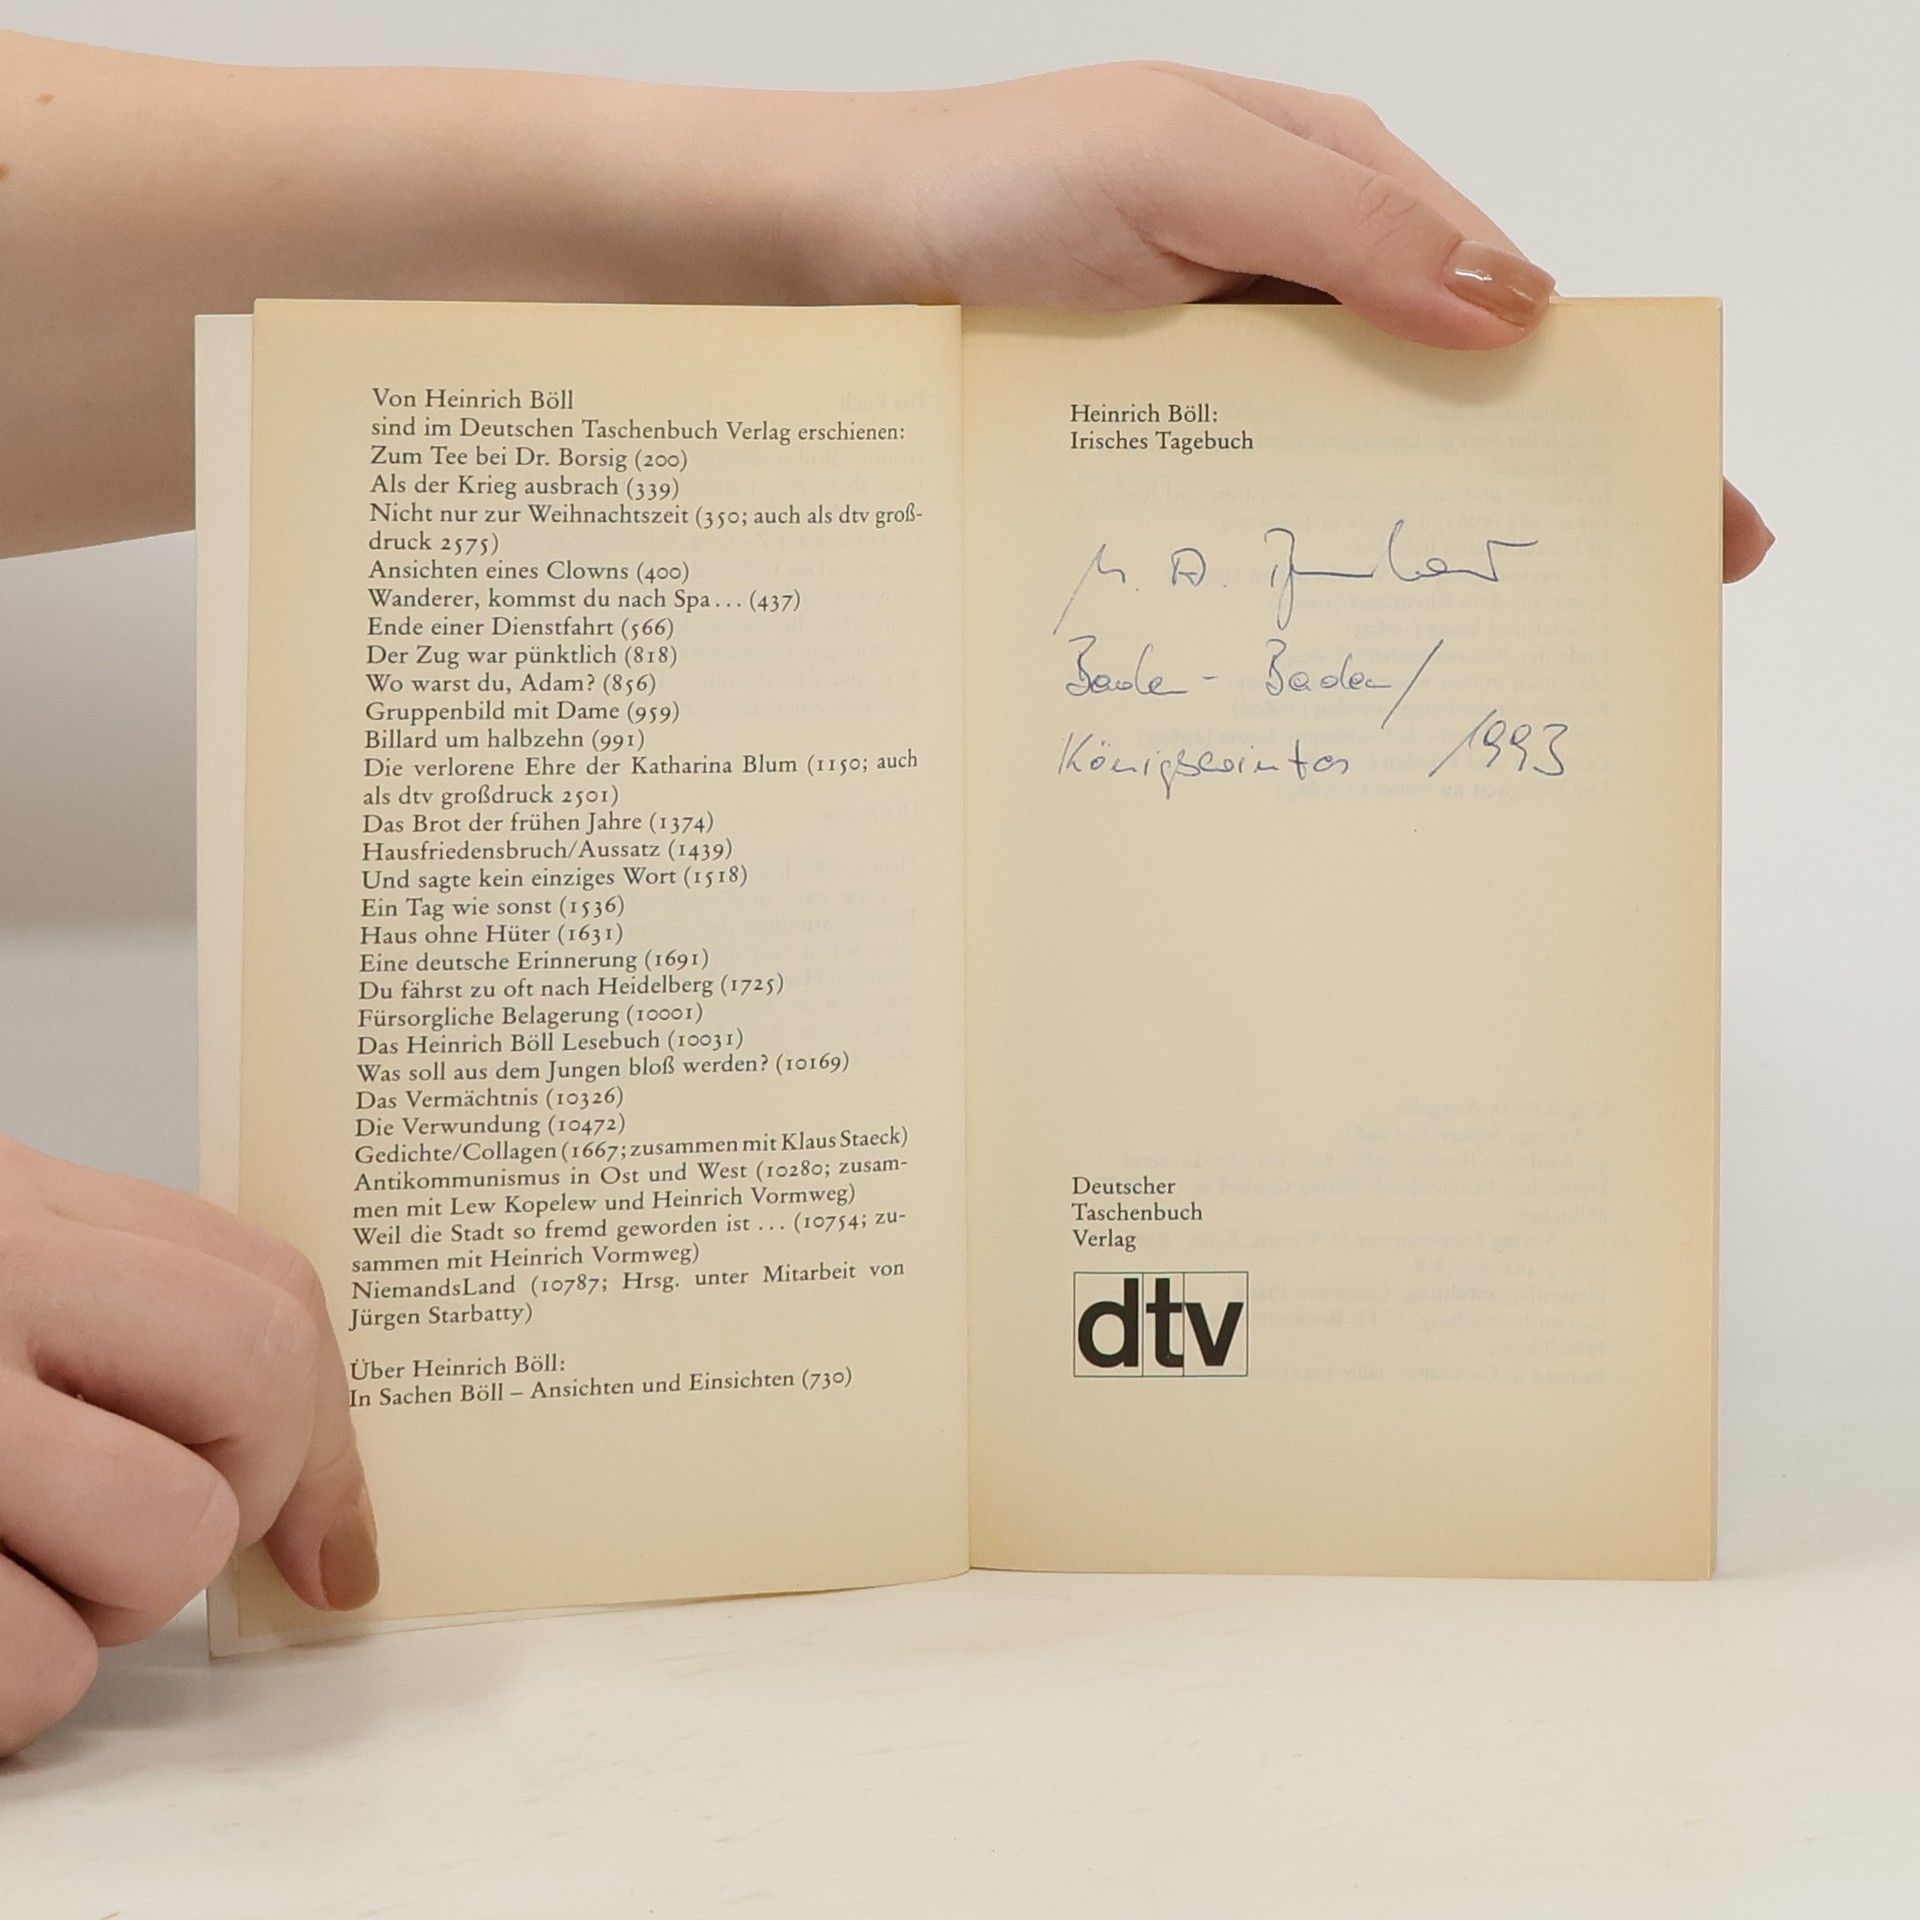 Von Heinrich Böll
sind im Deutschen Taschenbuch Verlag erschienen:
Zum Tee bei Dr. Borsig (200)
Als der Krieg ausbrach (339)
Nicht nur zur Weihnachtszeit (350; auch als dtv groß-
druck 2575)
Ansichten eines Clowns (400)
Wanderer, kommst du nach Spa... (437)
Ende einer Dienstfahrt (566)
Der Zug war pünktlich (818)
Wo warst du, Adam? (856)
Gruppenbild mit Dame (959)
Billard um halbzehn (991)
Die verlorene Ehre der Katharina Blum (1150; auch
als dtv großdruck 2501)
Das Brot der frühen Jahre (1374)
Hausfriedensbruch/Aussatz (1439)
Und sagte kein einziges Wort (1518)
Ein Tag wie sonst (1536)
Haus ohne Hüter (1631)
Eine deutsche Erinnerung (1691)
Du fährst zu oft nach Heidelberg (1725)
Fürsorgliche Belagerung (10001)
Das Heinrich Böll Lesebuch (10031)
Was soll aus dem Jungen bloß werden? (10169)
Das Vermächtnis (10326)
Die Verwundung (10472)
Gedichte/Collagen (1667; zusammen mit Klaus Staeck)
Antikommunismus in Ost und West (10280; zusam-
men mit Lew Kopelew und Heinrich Vormweg)
Weil die Stadt so fremd geworden ist ... (10754; zu-
sammen mit Heinrich Vormweg)
NiemandsLand (10787; Hrsg. unter Mitarbeit von
Jürgen Starbatty)
Über Heinrich Böll:
In Sachen Böll – Ansichten und Einsichten (730)
Heinrich Böll:
Irisches Tagebuch
Baden-Baden/
Königswinter /1993
Deutscher
Taschenbuch
Verlag
dtv